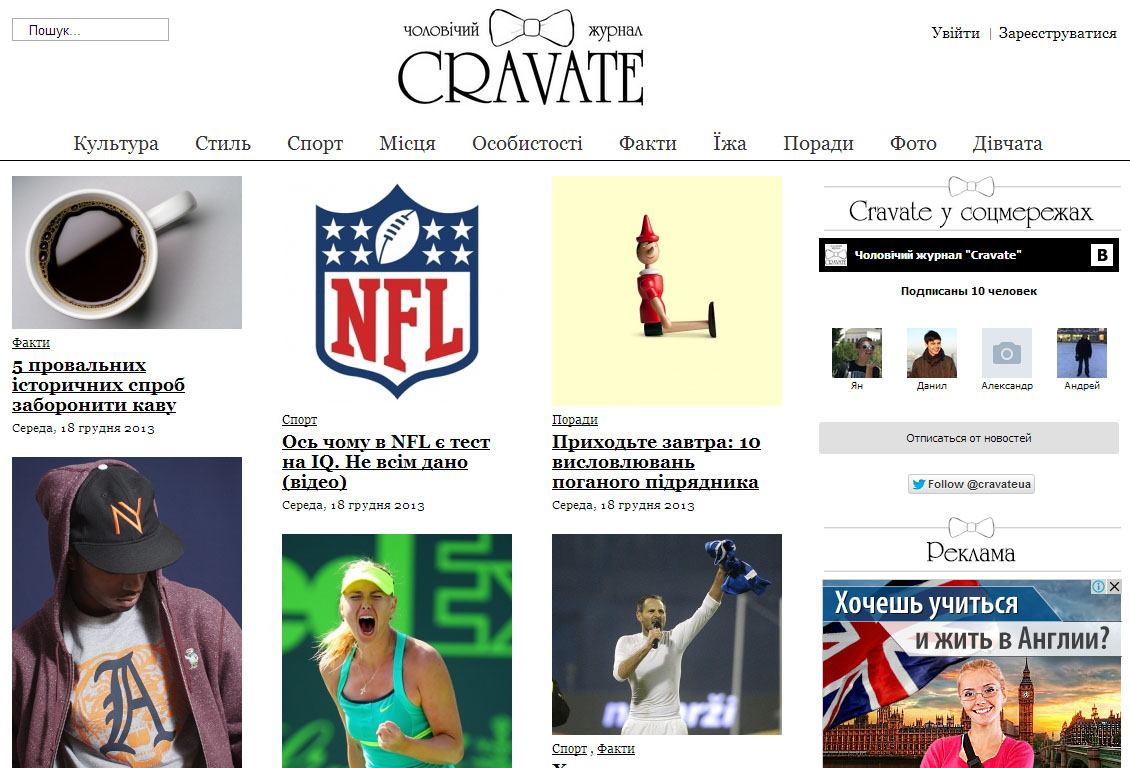 Пошук...
чоловічий журнал
CRAVATE
Увійти | Зареєструватися
Культура Стиль Спорт Місця Особистості Факти Їжа Поради Фото Дівчата
Факти
5 провальних
історичних спроб
заборонити каву
Середа, 18 грудня 2013
NY
A
NFL
Спорт
Ось чому в NFL є тест
на IQ. Не всім дано
(відео)
Середа, 18 грудня 2013
Поради
Приходьте завтра: 10
висловлювань
поганого підрядника
Середа, 18 грудня 2013
Спорт , Факти
Cravate у соцмережах
Чоловічий журнал "Cravate"
B
Подписаны 10 человек
Ян Данил Александр Андрей
Отписаться от новостей
Follow @cravateua
Реклама
Хочешь учиться
и жить в Англии?